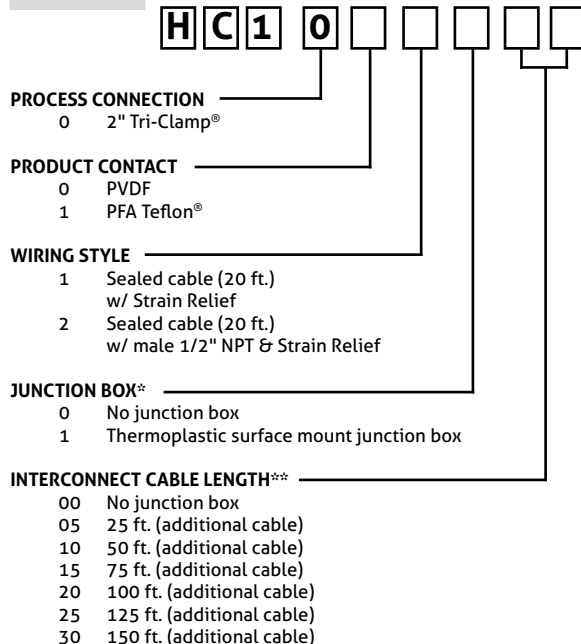 HC1 0
PROCESS CONNECTION
0 2" Tri-Clamp®
PRODUCT CONTACT
0 PVDF
1 PFA Teflon®
WIRING STYLE
1 Sealed cable (20 ft.)
w/ Strain Relief
2 Sealed cable (20 ft.)
w/ male 1/2" NPT & Strain Relief
JUNCTION BOX*
0 No junction box
1 Thermoplastic surface mount junction box
INTERCONNECT CABLE LENGTH**
00 No junction box
05 25 ft. (additional cable)
10 50 ft. (additional cable)
15 75 ft. (additional cable)
20 100 ft. (additional cable)
25 125 ft. (additional cable)
30 150 ft. (additional cable)